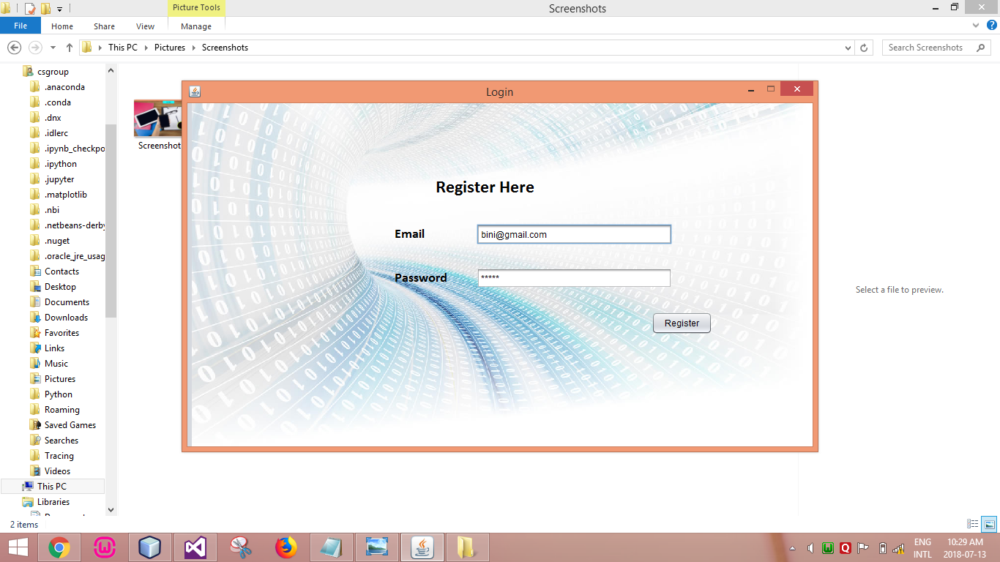 Picture Tools
Screenshots
File Home Share View Manage
This PC Pictures Screenshots
Search Screenshots
csgroup
.anaconda
.conda
.dnx
.idlerc
.ipynb_checkpo
.ipython
.jupyter
.matplotlib
.nbi
.netbeans-derby
.nuget
.oracle_jre_usag
Contacts
Desktop
Documents
Downloads
Favorites
Links
Music
Pictures
Python
Roaming
Saved Games
Searches
Tracing
Videos
This PC
Libraries
Screenshot
Login
Register Here
Email bini@gmail.com
Password *****
Register
Select a file to preview.
2 items
ENG 10:29 AM
INTL 2018-07-13